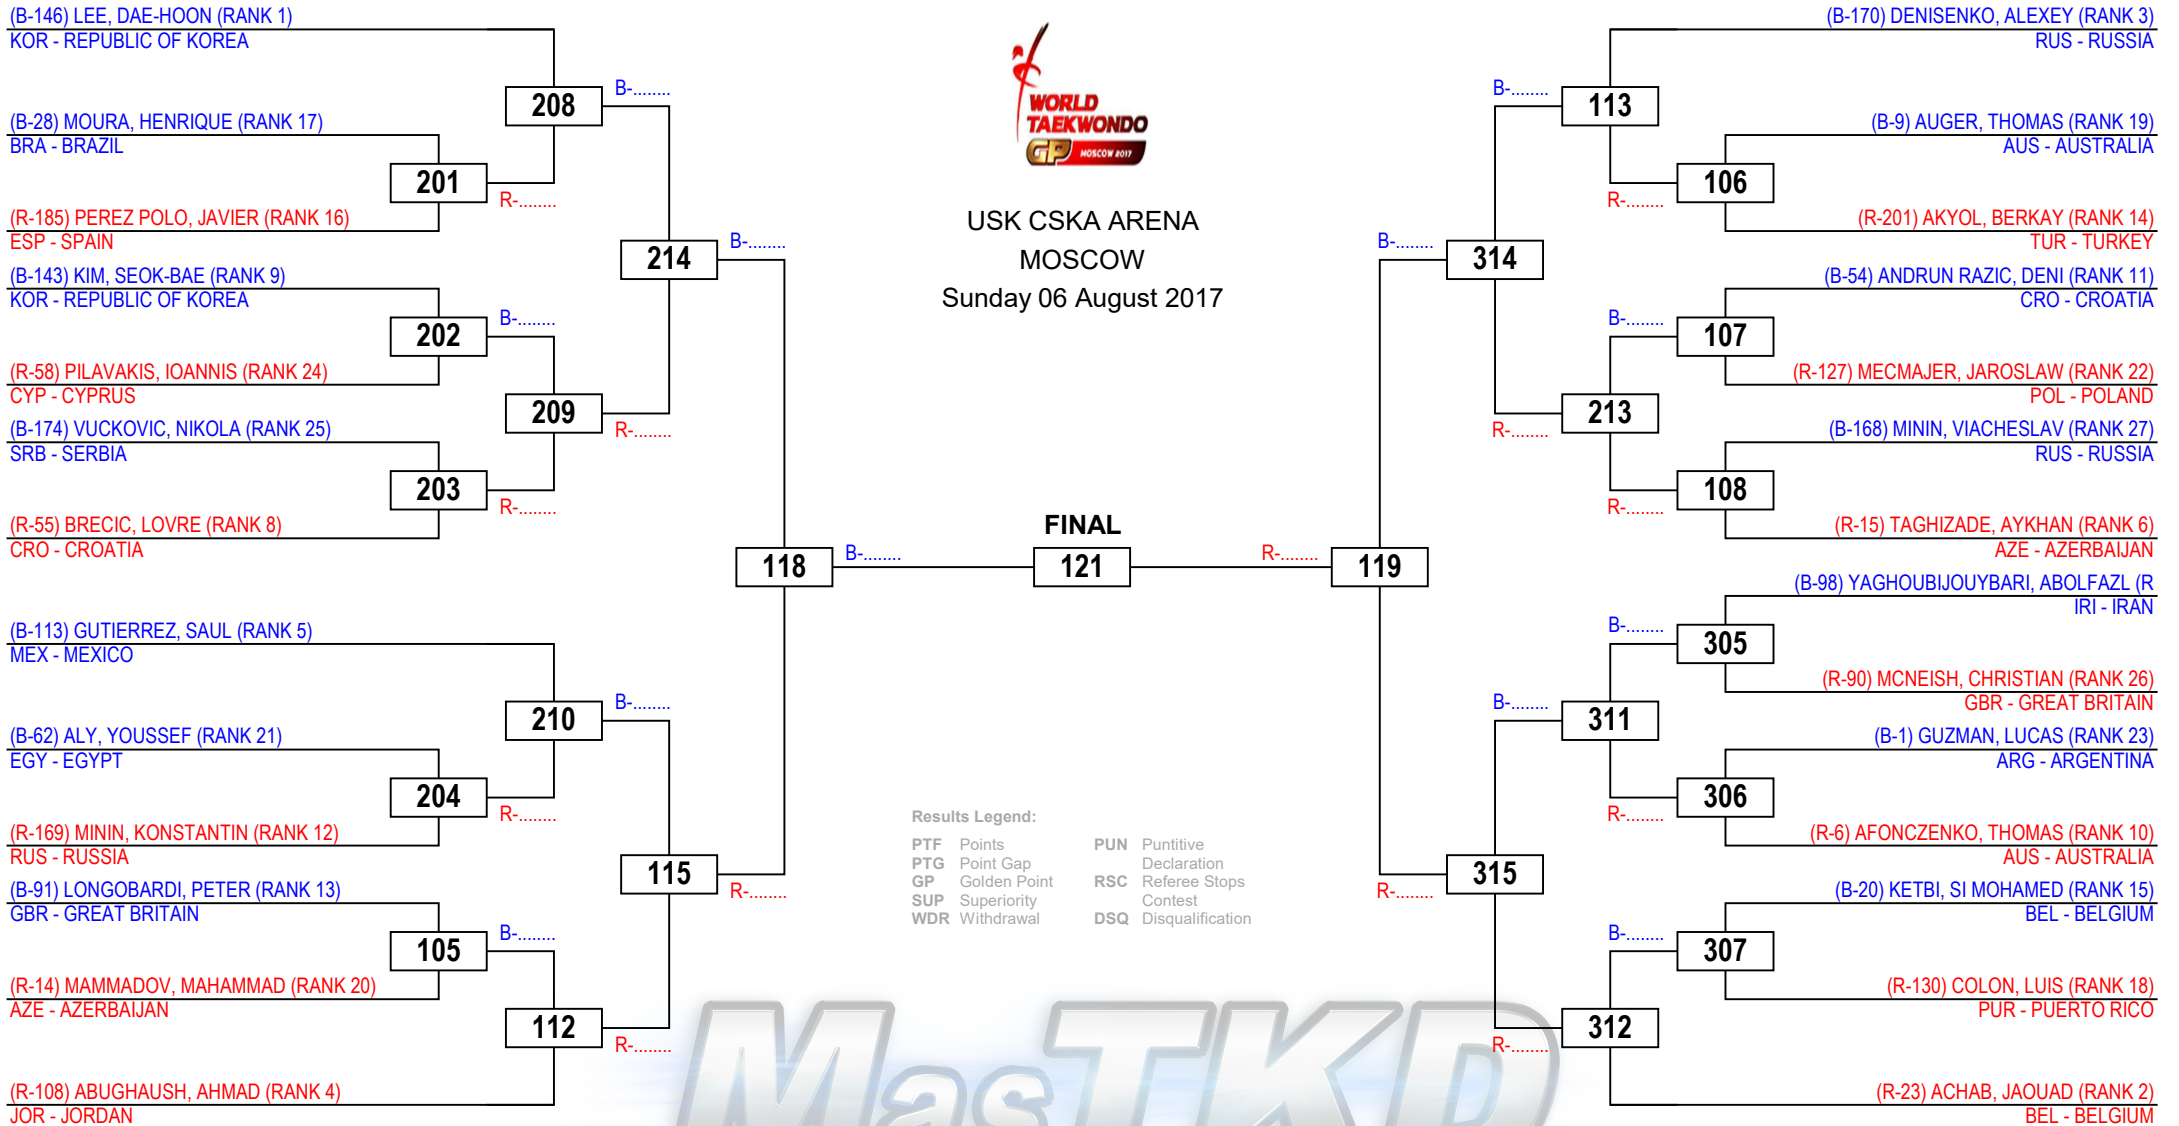 (B-146) LEE, DAE-HOON (RANK 1)
KOR - REPUBLIC OF KOREA
208
B-........
(B-28) MOURA, HENRIQUE (RANK 17)
BRA - BRAZIL
201
R-........
(R-185) PEREZ POLO, JAVIER (RANK 16)
ESP - SPAIN
214
B-........
(B-143) KIM, SEOK-BAE (RANK 9)
KOR - REPUBLIC OF KOREA
202
B-........
(R-58) PILAVAKIS, IOANNIS (RANK 24)
CYP - CYPRUS
209
R-........
(B-174) VUCKOVIC, NIKOLA (RANK 25)
SRB - SERBIA
203
R-........
(R-55) BRECIC, LOVRE (RANK 8)
CRO - CROATIA
118
B-........
(B-113) GUTIERREZ, SAUL (RANK 5)
MEX - MEXICO
210
B-........
(B-62) ALY, YOUSSEF (RANK 21)
EGY - EGYPT
204
R-........
(R-169) MININ, KONSTANTIN (RANK 12)
RUS - RUSSIA
115
R-........
(B-91) LONGOBARDI, PETER (RANK 13)
GBR - GREAT BRITAIN
105
B-........
(R-14) MAMMADOV, MAHAMMAD (RANK 20)
AZE - AZERBAIJAN
112
R-........
(R-108) ABUGHAUSH, AHMAD (RANK 4)
JOR - JORDAN
WORLD
TAEKWONDO
GP MOSCOW 2017
USK CSKA ARENA
MOSCOW
Sunday 06 August 2017
FINAL
121
Results Legend:
PTF Points
PTG Point Gap
GP Golden Point
SUP Superiority
WDR Withdrawal
PUN Puntitive
Declaration
RSC Referee Stops
Contest
DSQ Disqualification
MasTKD
(B-170) DENISENKO, ALEXEY (RANK 3)
RUS - RUSSIA
B-........
113
(B-9) AUGER, THOMAS (RANK 19)
AUS - AUSTRALIA
106
R-........
(R-201) AKYOL, BERKAY (RANK 14)
TUR - TURKEY
B-........
314
(B-54) ANDRUN RAZIC, DENI (RANK 11)
CRO - CROATIA
B-........
107
(R-127) MECMAJER, JAROSLAW (RANK 22)
POL - POLAND
R-........
213
(B-168) MININ, VIACHESLAV (RANK 27)
RUS - RUSSIA
108
R-........
(R-15) TAGHIZADE, AYKHAN (RANK 6)
AZE - AZERBAIJAN
R-........
119
(B-98) YAGHOUBIJOUYBARI, ABOLFAZL (R
IRI - IRAN
B-........
305
(R-90) MCNEISH, CHRISTIAN (RANK 26)
GBR - GREAT BRITAIN
B-........
311
(B-1) GUZMAN, LUCAS (RANK 23)
ARG - ARGENTINA
306
R-........
(R-6) AFONCZENKO, THOMAS (RANK 10)
AUS - AUSTRALIA
R-........
315
(B-20) KETBI, SI MOHAMED (RANK 15)
BEL - BELGIUM
B-........
307
(R-130) COLON, LUIS (RANK 18)
PUR - PUERTO RICO
R-........
312
(R-23) ACHAB, JAOUAD (RANK 2)
BEL - BELGIUM